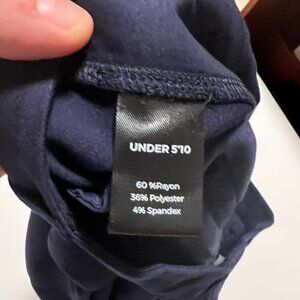 UNDER 5'10
60 %Rayon
36% Polyester
4% Spandex